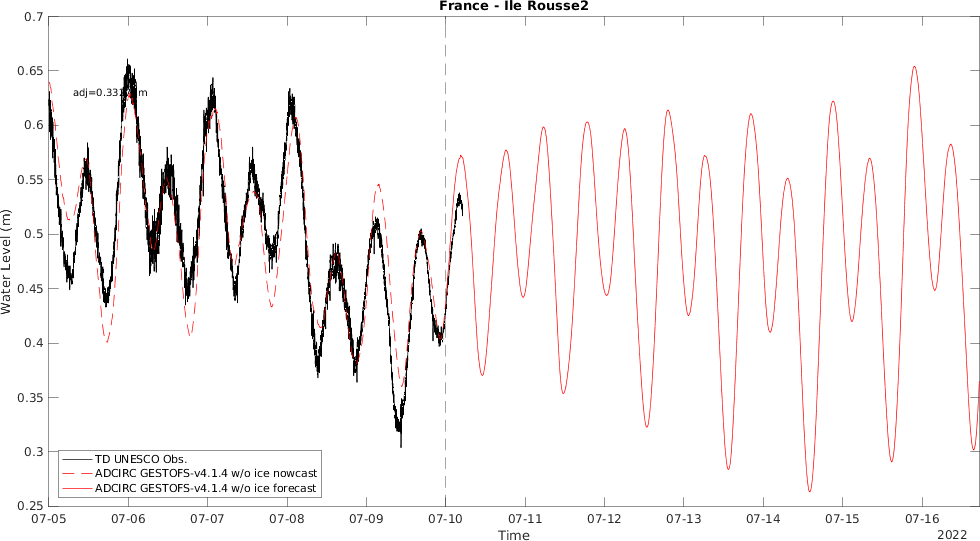 France - Ile Rousse2
0.7
0.65
0.6
0.55
0.5
0.45
0.4
0.35
0.3
0.25
Water Level (m)
TD UNESCO Obs.
ADCIRC GESTOFS-v4.1.4 w/o ice nowcast
ADCIRC GESTOFS-v4.1.4 w/o ice forecast
07-05 07-06 07-07 07-08 07-09 07-10 07-11 07-12 07-13 07-14 07-15 07-16
Time
2022